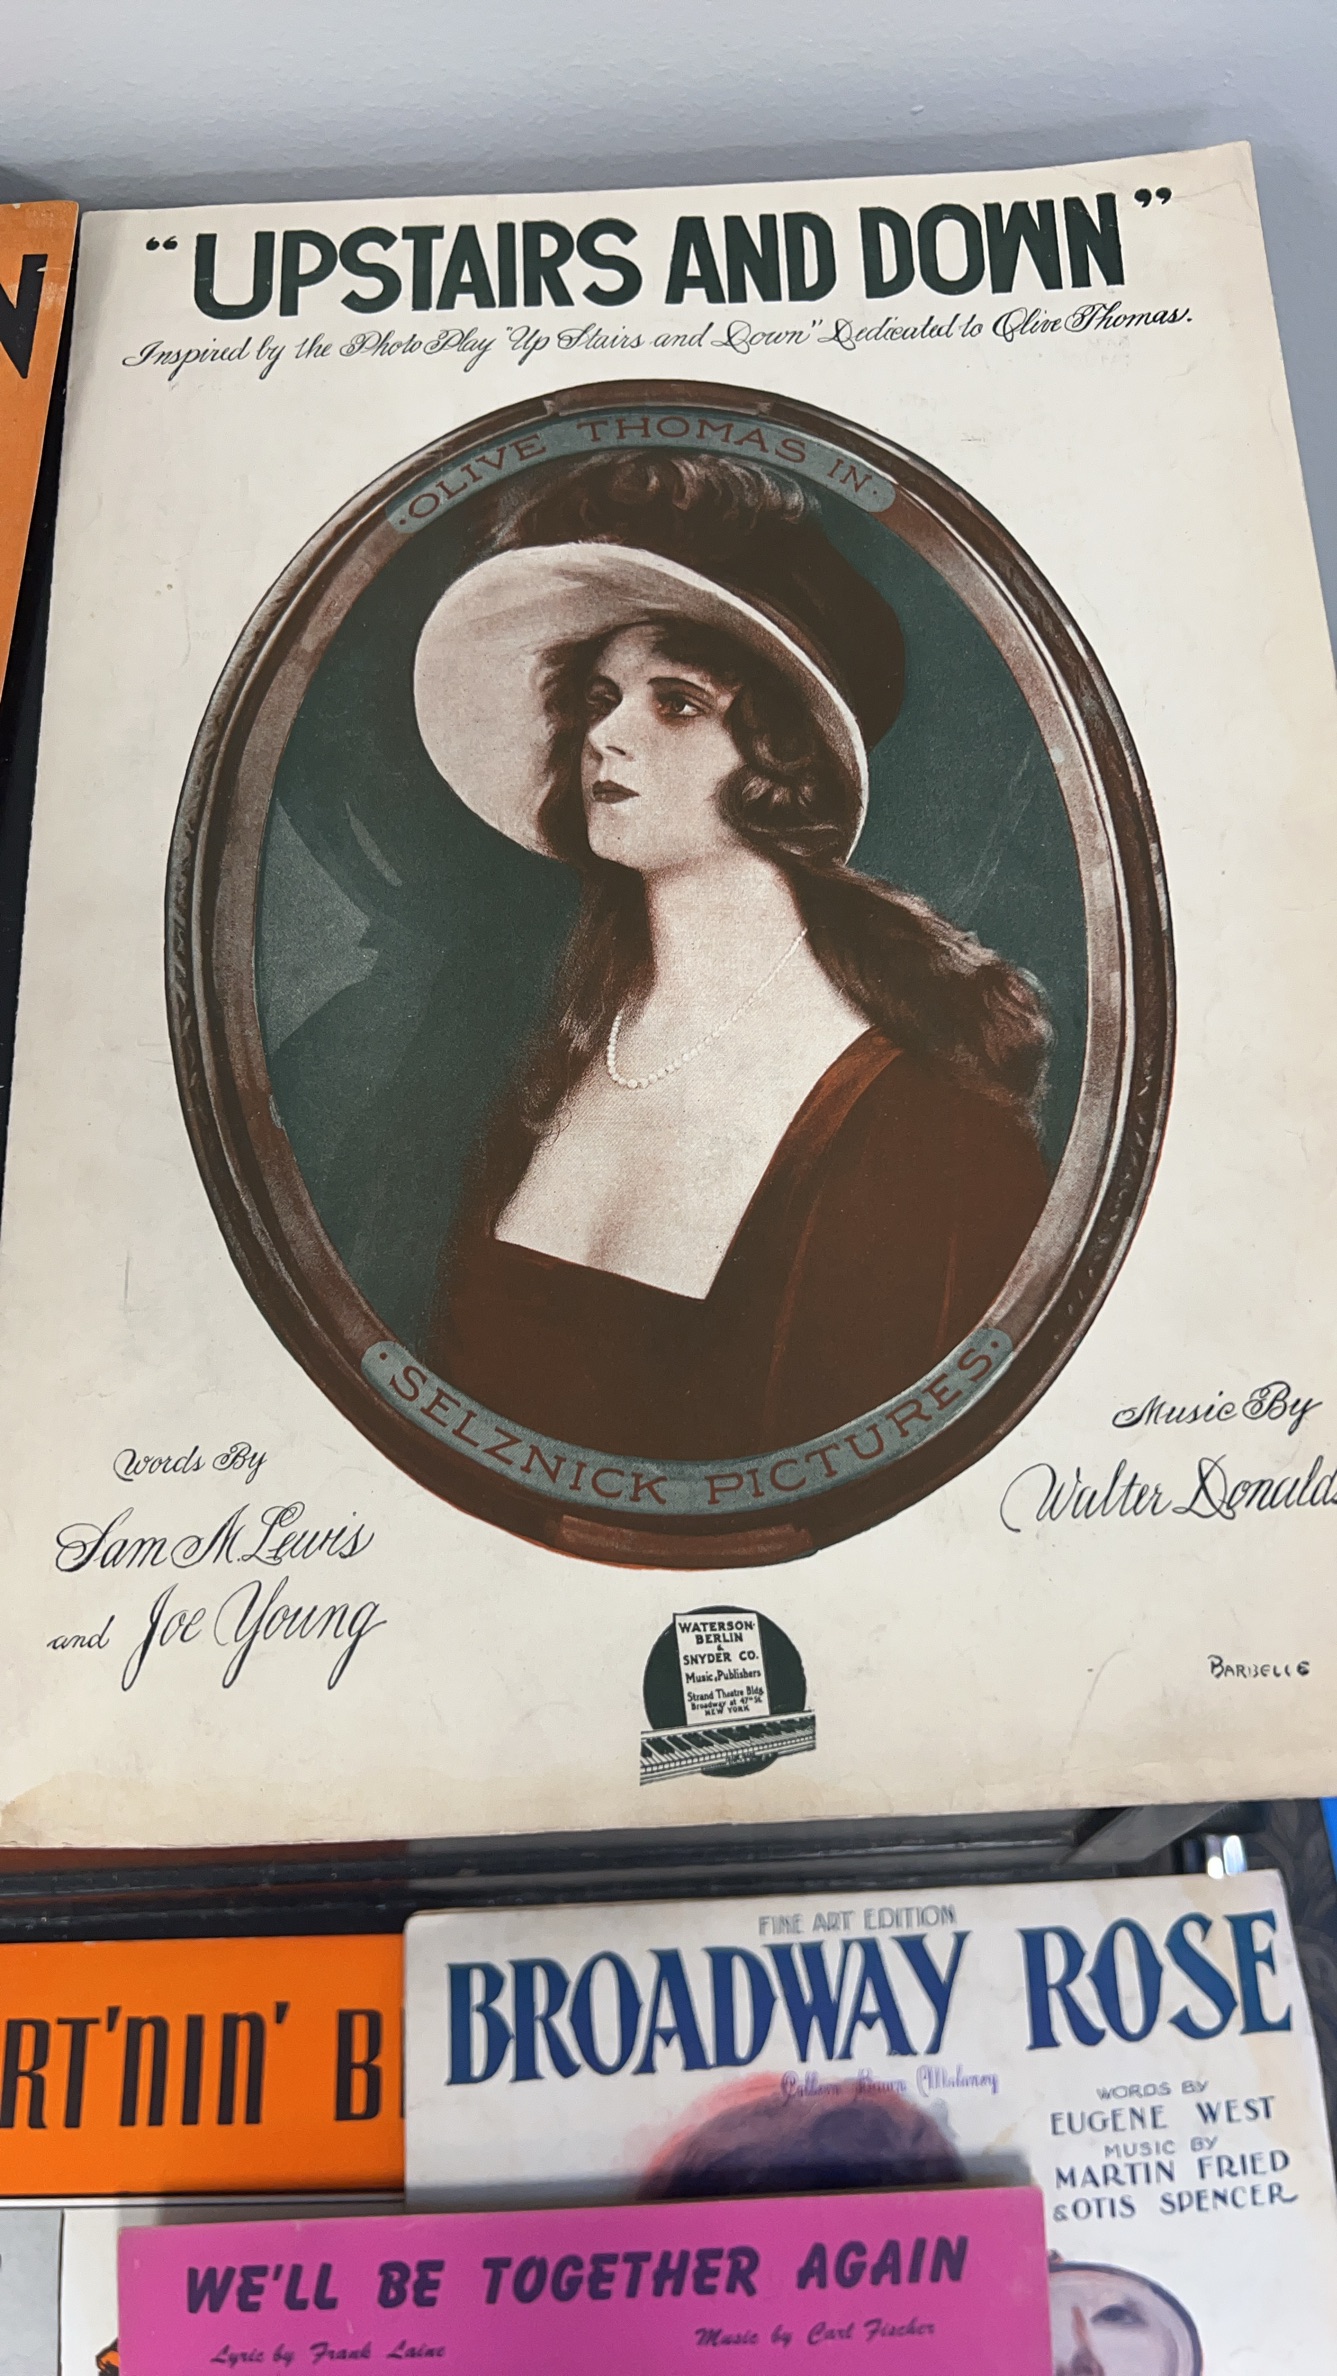 “UPSTAIRS AND DOWN”
Inspired by the Photo Play "Up Stairs and Down" Dedicated to Olive Thomas.
·OLIVE THOMAS IN·
·SELZNICK PICTURES·
Words By
Sam M. Lewis
and Joe Young
Music By
Walter Donalds
WATERSON·
BERLIN
&
SNYDER CO.
Music Publishers
Strand Theatre Bldg.
Broadway at 47th St.
NEW YORK
BARBELLE
N
RT'NIN' B
FINE ART EDITION
BROADWAY ROSE
WORDS BY
EUGENE WEST
MUSIC BY
MARTIN FRIED
& OTIS SPENCER
WE'LL BE TOGETHER AGAIN
Lyric by Frank Laine
Music by Carl Fischer